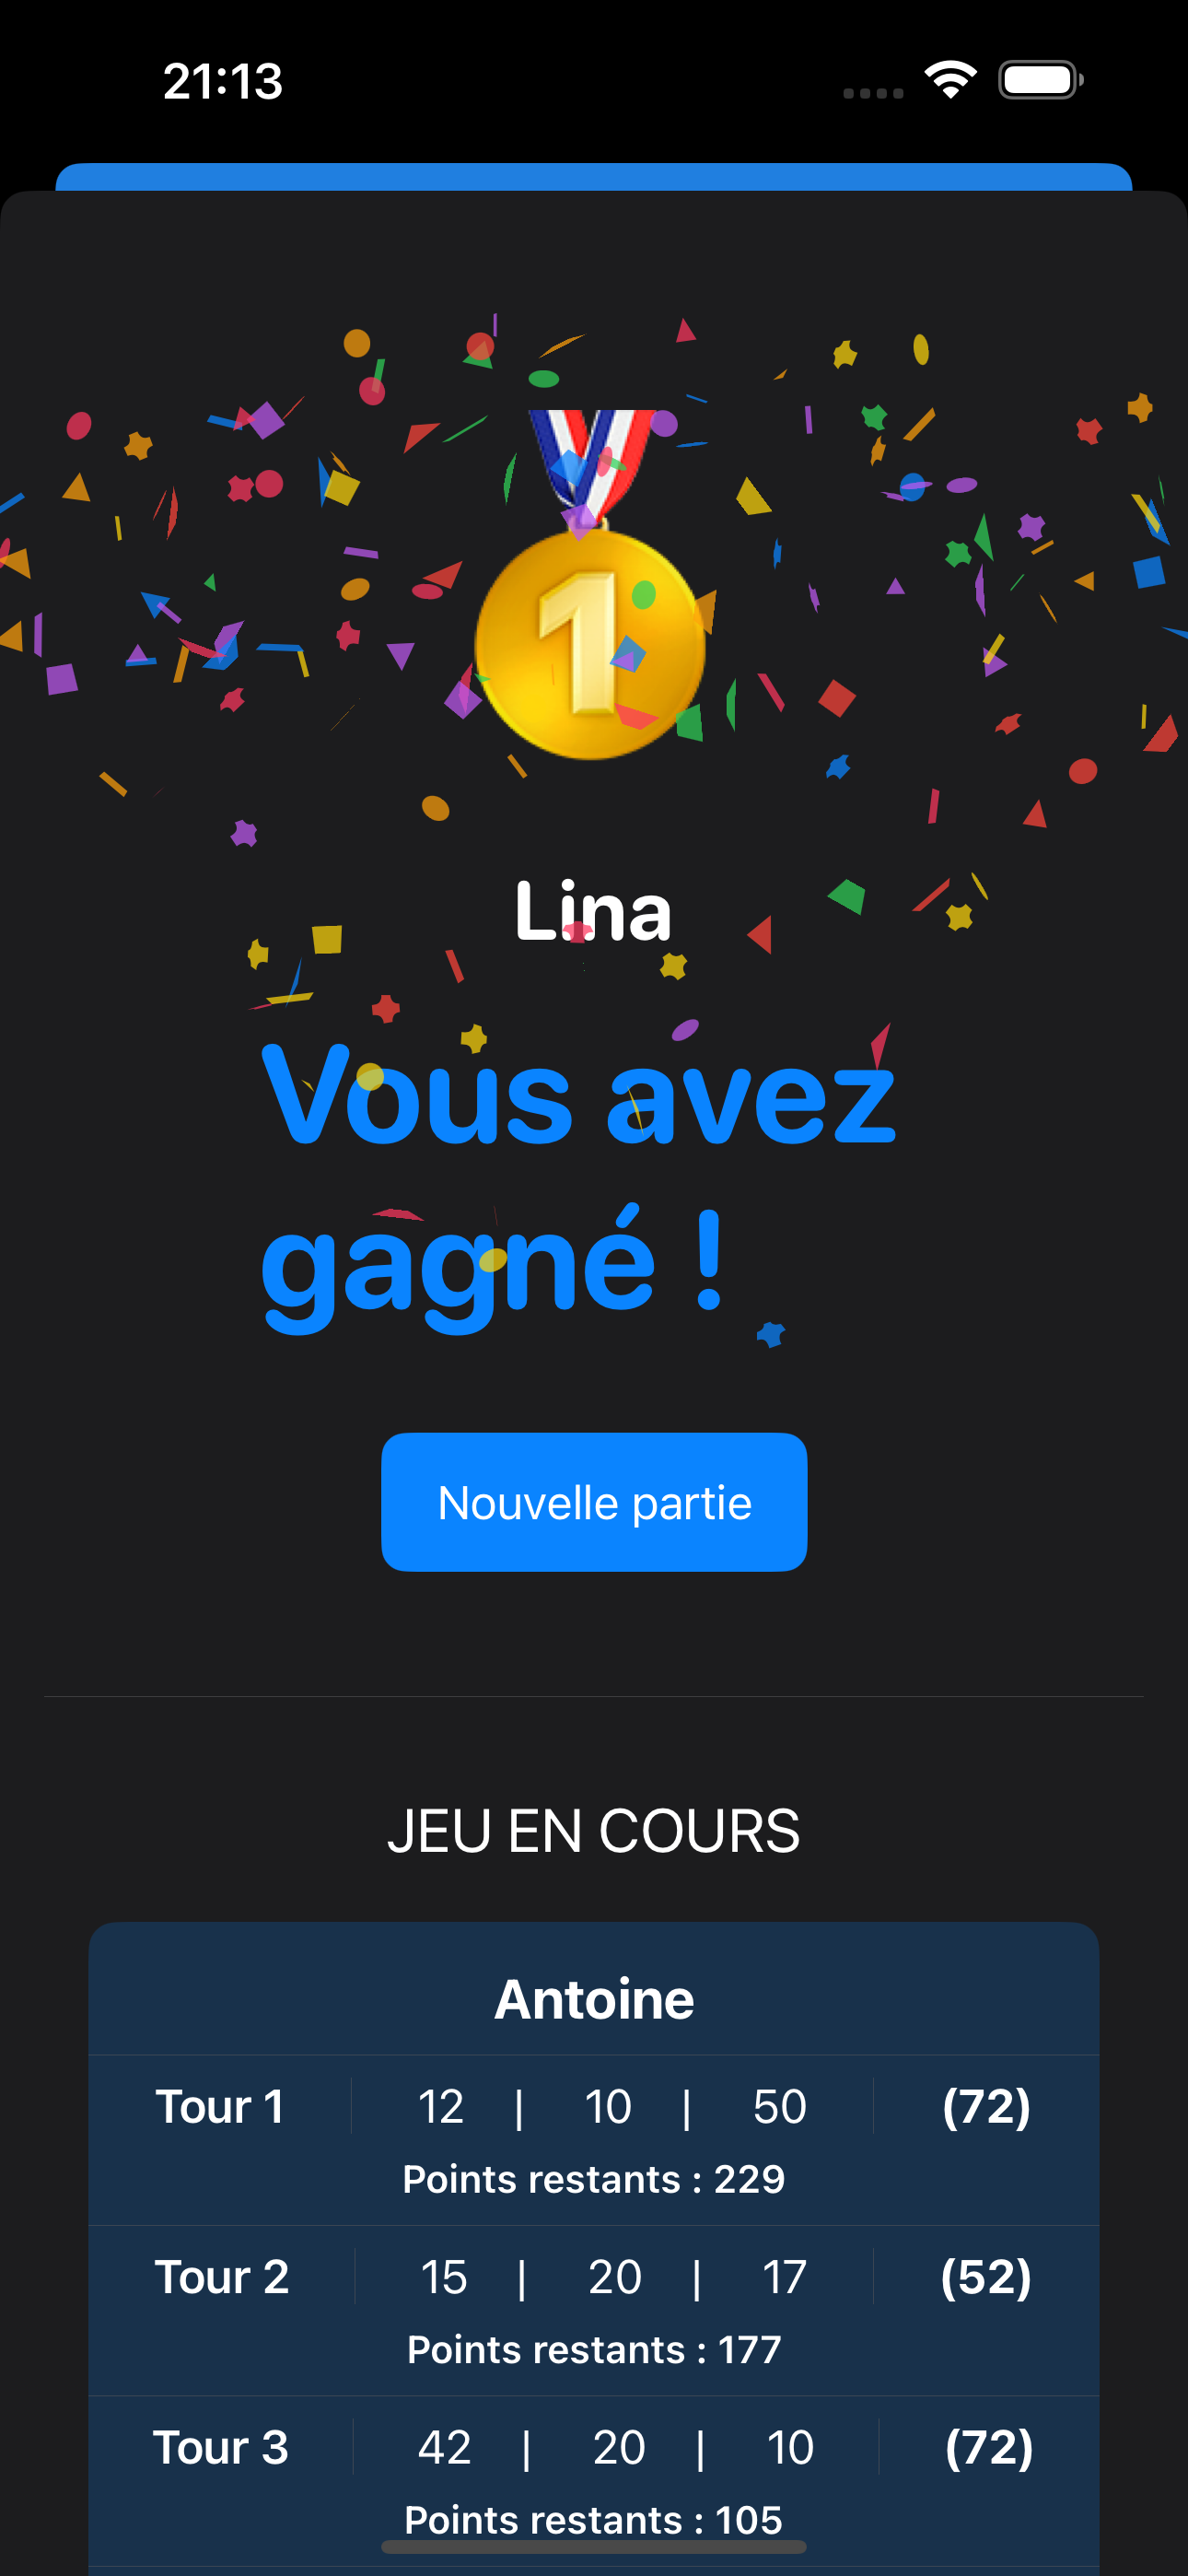 21:13
1
Lina
Vous avez
gagné !
Nouvelle partie
JEU EN COURS
Antoine
Tour 1 12 | 10 | 50 (72)
Points restants : 229
Tour 2 15 | 20 | 17 (52)
Points restants : 177
Tour 3 42 | 20 | 10 (72)
Points restants : 105